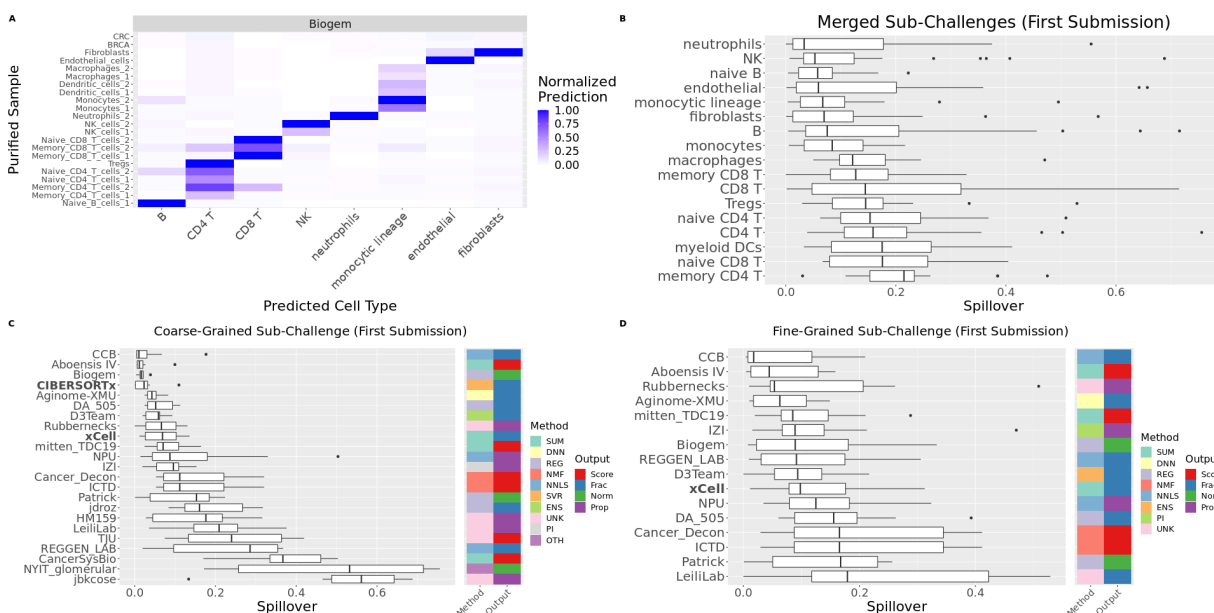 A
Biogem
Purified Sample
CRC
BRCA
Fibroblasts
Endothelial_cells
Macrophages_2
Macrophages_1
Dendritic_cells_2
Dendritic_cells_1
Monocytes_2
Monocytes_1
Neutrophils_2
NK_cells_2
NK_cells_1
Naive_CD8_T_cells_2
Memory_CD8_T_cells_2
Memory_CD8_T_cells_1
Tregs
Naive_CD4_T_cells_2
Naive_CD4_T_cells_1
Memory_CD4_T_cells_2
Memory_CD4_T_cells_1
Naive_B_cells_1
B
CD4 T
CD8 T
NK
neutrophils
monocytic lineage
endothelial
fibroblasts
Predicted Cell Type
Normalized
Prediction
1.00
0.75
0.50
0.25
0.00
B
Merged Sub-Challenges (First Submission)
neutrophils
NK
naive B
endothelial
monocytic lineage
fibroblasts
B
monocytes
macrophages
memory CD8 T
CD8 T
Tregs
naive CD4 T
CD4 T
myeloid DCs
naive CD8 T
memory CD4 T
0.0 0.2 0.4 0.6
Spillover
C
Coarse-Grained Sub-Challenge (First Submission)
CCB
Aboensis IV
Biogem
CIBERSORTx
Aginome-XMU
DA_505
D3Team
Rubbernecks
xCell
mitten_TDC19
NPU
IZI
Cancer_Decon
ICTD
Patrick
jdroz
HM159
LeiliLab
TJU
REGGEN_LAB
CancerSysBio
NYIT_glomerular
jbkcose
0.0 0.2 0.4 0.6
Spillover
Method Output
Method
SUM
DNN
REG
NMF
NNLS
SVR
ENS
UNK
PI
OTH
Output
Score
Frac
Norm
Prop
D
Fine-Grained Sub-Challenge (First Submission)
CCB
Aboensis IV
Rubbernecks
Aginome-XMU
mitten_TDC19
IZI
Biogem
REGGEN_LAB
D3Team
xCell
NPU
DA_505
Cancer_Decon
ICTD
Patrick
LeiliLab
0.0 0.2 0.4
Spillover
Method Output
Method
SUM
DNN
REG
NMF
NNLS
ENS
PI
UNK
Output
Sco
Frac
Nor
Pro